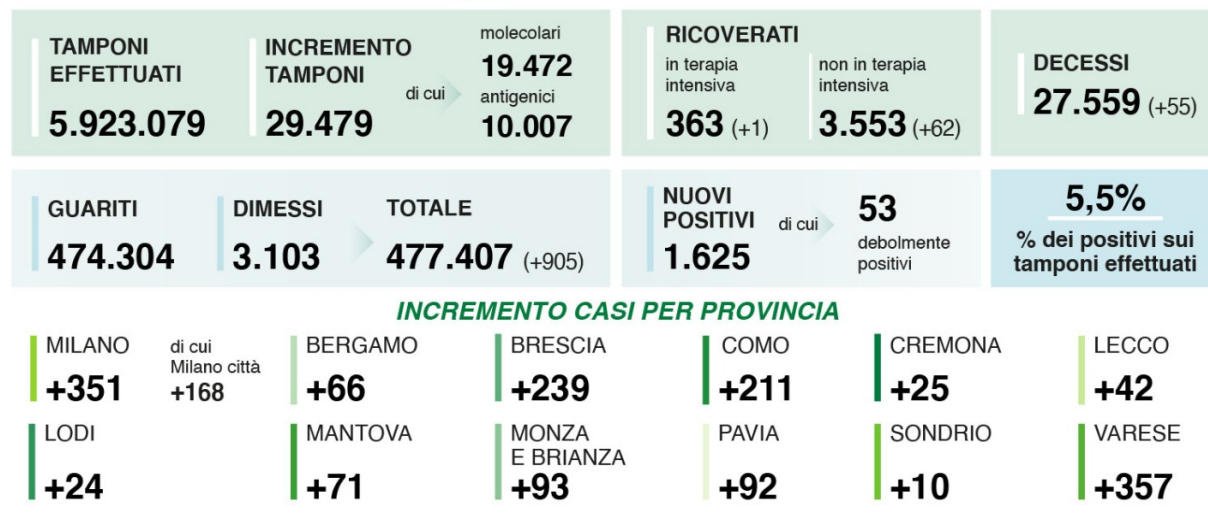 TAMPONI
EFFETTUATI
5.923.079
INCREMENTO
TAMPONI
29.479
di cui
molecolari
19.472
antigenici
10.007
RICOVERATI
in terapia
intensiva
363 (+1)
non in terapia
intensiva
3.553 (+62)
DECESSI
27.559 (+55)
GUARITI
474.304
DIMESSI
3.103
TOTALE
477.407 (+905)
NUOVI
POSITIVI
1.625
di cui
53
debolmente
positivi
5,5%
% dei positivi sui
tamponi effettuati
INCREMENTO CASI PER PROVINCIA
MILANO
+351
di cui
Milano città
+168
BERGAMO
+66
BRESCIA
+239
COMO
+211
CREMONA
+25
LECCO
+42
LODI
+24
MANTOVA
+71
MONZA
E BRIANZA
+93
PAVIA
+92
SONDRIO
+10
VARESE
+357